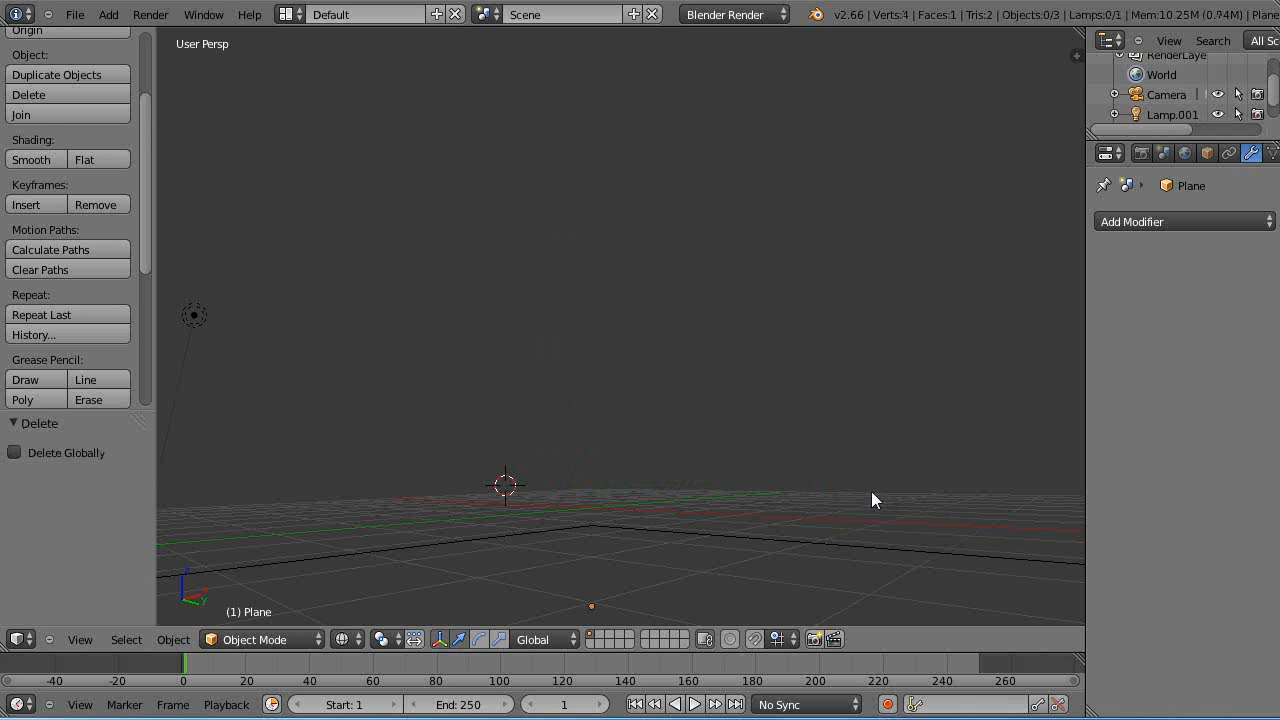 File Add Render Window Help Default Scene Blender Render v2.66 | Verts:4 | Faces:1 | Tris:2 | Objects:0/3 | Lamps:0/1 | Mem:10.25M (0.94M) | Plane
Origin
Object:
Duplicate Objects
Delete
Join
Shading:
Smooth Flat
Keyframes:
Insert Remove
Motion Paths:
Calculate Paths
Clear Paths
Repeat:
Repeat Last
History...
Grease Pencil:
Draw Line
Poly Erase
Delete
Delete Globally
User Persp
z
y
(1) Plane
View Select Object Object Mode Global
View Search All Sc
RenderLaye
World
Camera
Lamp.001
Plane
Add Modifier
-40 -20 0 20 40 60 80 100 120 140 160 180 200 220 240 260
View Marker Frame Playback Start: 1 End: 250 1 No Sync